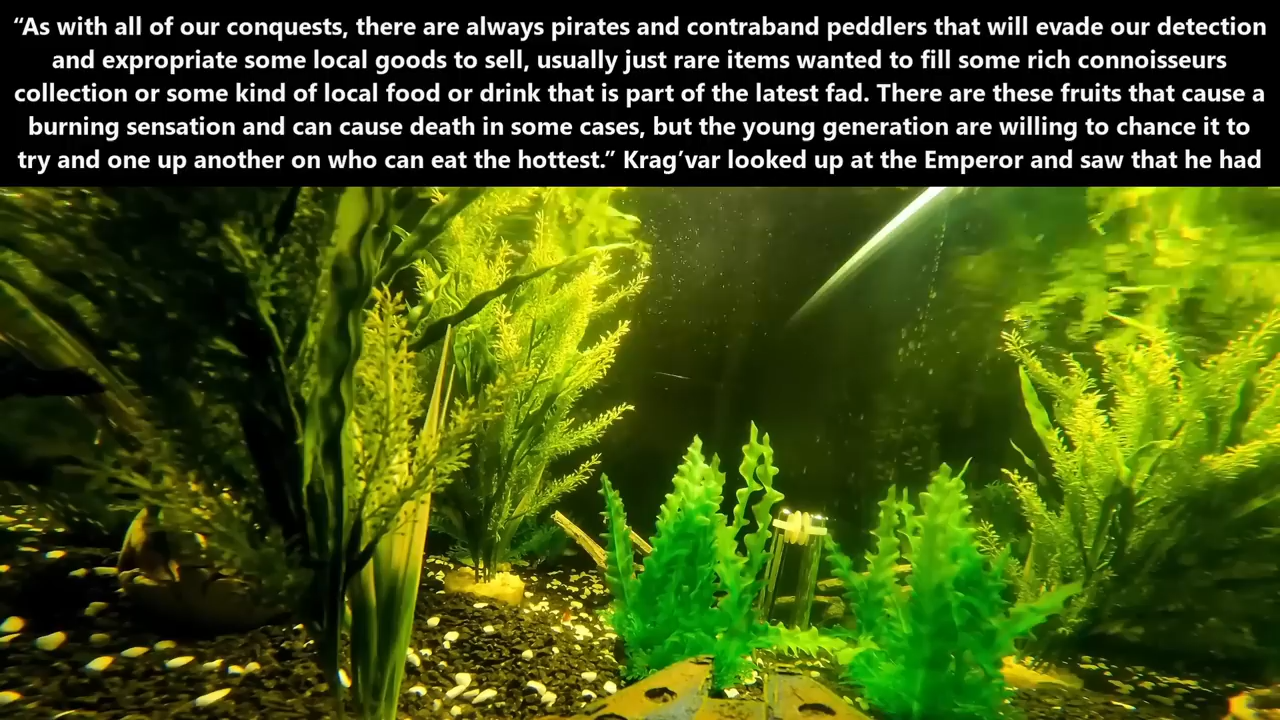 “As with all of our conquests, there are always pirates and contraband peddlers that will evade our detection
and expropriate some local goods to sell, usually just rare items wanted to fill some rich connoisseurs
collection or some kind of local food or drink that is part of the latest fad. There are these fruits that cause a
burning sensation and can cause death in some cases, but the young generation are willing to chance it to
try and one up another on who can eat the hottest.” Krag’var looked up at the Emperor and saw that he had